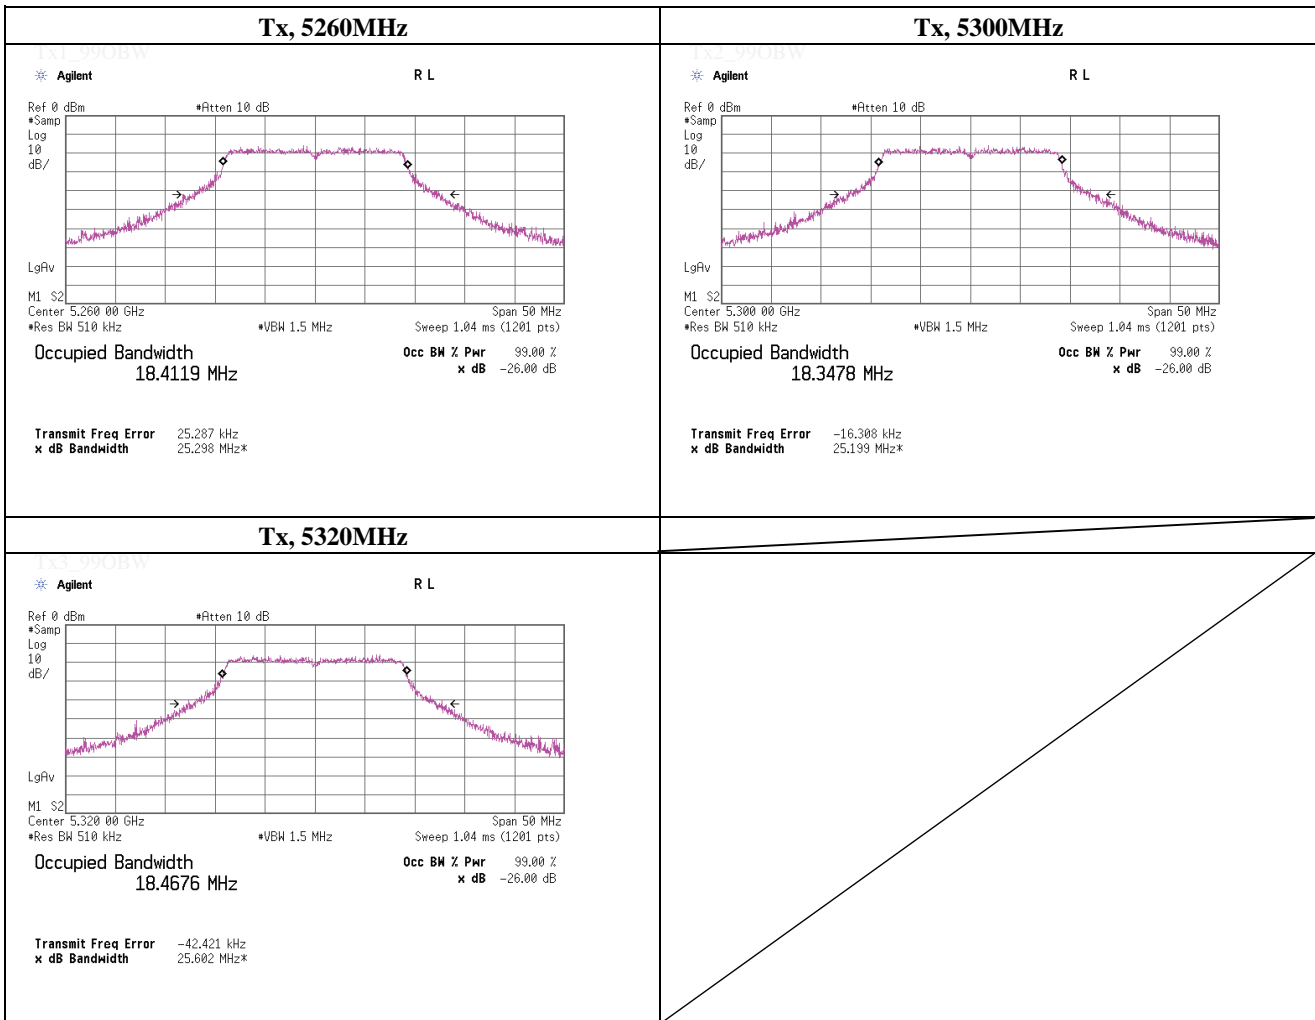 Tx, 5260MHz
Tx1_99OBW
Agilent R L
Ref 0 dBm #Atten 10 dB
#Samp
Log
10
dB/
LgAv
M1 S2
Center 5.260 00 GHz Span 50 MHz
#Res BW 510 kHz #VBW 1.5 MHz Sweep 1.04 ms (1201 pts)
Occupied Bandwidth Occ BW % Pwr 99.00 %
18.4119 MHz x dB -26.00 dB
Transmit Freq Error 25.287 kHz
x dB Bandwidth 25.298 MHz*
Tx, 5300MHz
Tx2_99OBW
Agilent R L
Ref 0 dBm #Atten 10 dB
#Samp
Log
10
dB/
LgAv
M1 S2
Center 5.300 00 GHz Span 50 MHz
#Res BW 510 kHz #VBW 1.5 MHz Sweep 1.04 ms (1201 pts)
Occupied Bandwidth Occ BW % Pwr 99.00 %
18.3478 MHz x dB -26.00 dB
Transmit Freq Error -16.308 kHz
x dB Bandwidth 25.199 MHz*
Tx, 5320MHz
Tx3_99OBW
Agilent R L
Ref 0 dBm #Atten 10 dB
#Samp
Log
10
dB/
LgAv
M1 S2
Center 5.320 00 GHz Span 50 MHz
#Res BW 510 kHz #VBW 1.5 MHz Sweep 1.04 ms (1201 pts)
Occupied Bandwidth Occ BW % Pwr 99.00 %
18.4676 MHz x dB -26.00 dB
Transmit Freq Error -42.421 kHz
x dB Bandwidth 25.602 MHz*